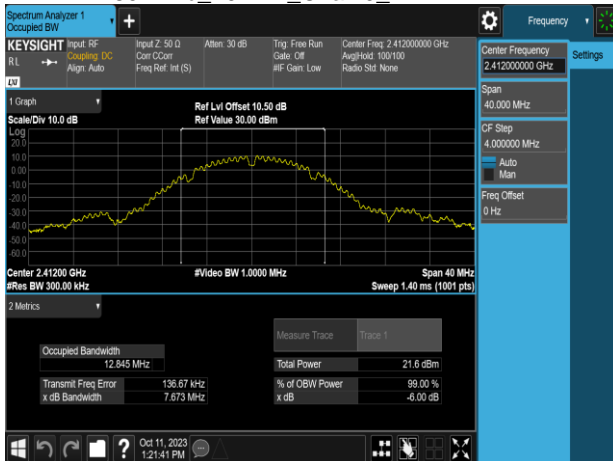 Spectrum Analyzer 1
Occupied BW
+
Frequency
KEYSIGHT
RL
Align: Auto
Input: RF
Coupling: DC
Input Z: 50 Ω
Corr CCorr
Freq Ref: Int (S)
Atten: 30 dB
Trig: Free Run
Gate: Off
#IF Gain: Low
Center Freq: 2.412000000 GHz
Avg|Hold: 100/100
Radio Std: None
LXI
Center Frequency
2.412000000 GHz
Settings
Span
40.000 MHz
CF Step
4.000000 MHz
Auto
Man
Freq Offset
0 Hz
1 Graph
Scale/Div 10.0 dB
Ref Lvl Offset 10.50 dB
Ref Value 30.00 dBm
Log
20.0
10.0
0.00
-10.0
-20.0
-30.0
-40.0
-50.0
-60.0
Center 2.41200 GHz
#Video BW 1.0000 MHz
Span 40 MHz
#Res BW 300.00 kHz
Sweep 1.40 ms (1001 pts)
2 Metrics
Measure Trace
Trace 1
Occupied Bandwidth
12.845 MHz
Total Power
21.6 dBm
Transmit Freq Error
136.67 kHz
% of OBW Power
99.00 %
x dB Bandwidth
7.673 MHz
x dB
-6.00 dB
?
Oct 11, 2023
1:21:41 PM